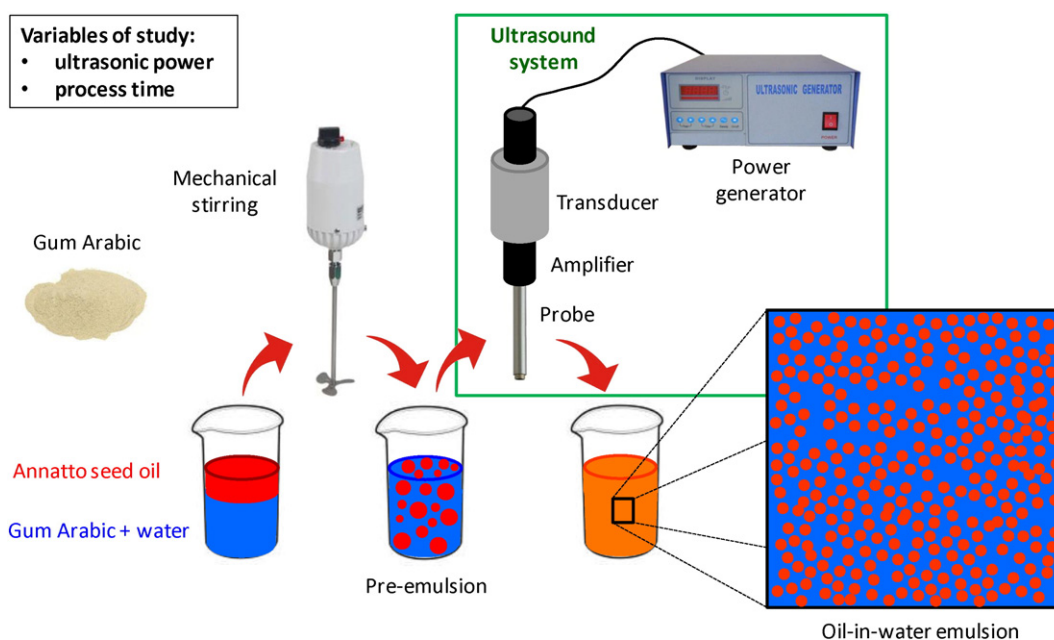 Variables of study:
• ultrasonic power
• process time
Ultrasound
system
ULTRASONIC GENERATOR
POWER
Power
generator
Mechanical
stirring
Transducer
Gum Arabic
Amplifier
Probe
Annatto seed oil
Gum Arabic + water
Pre-emulsion
Oil-in-water emulsion